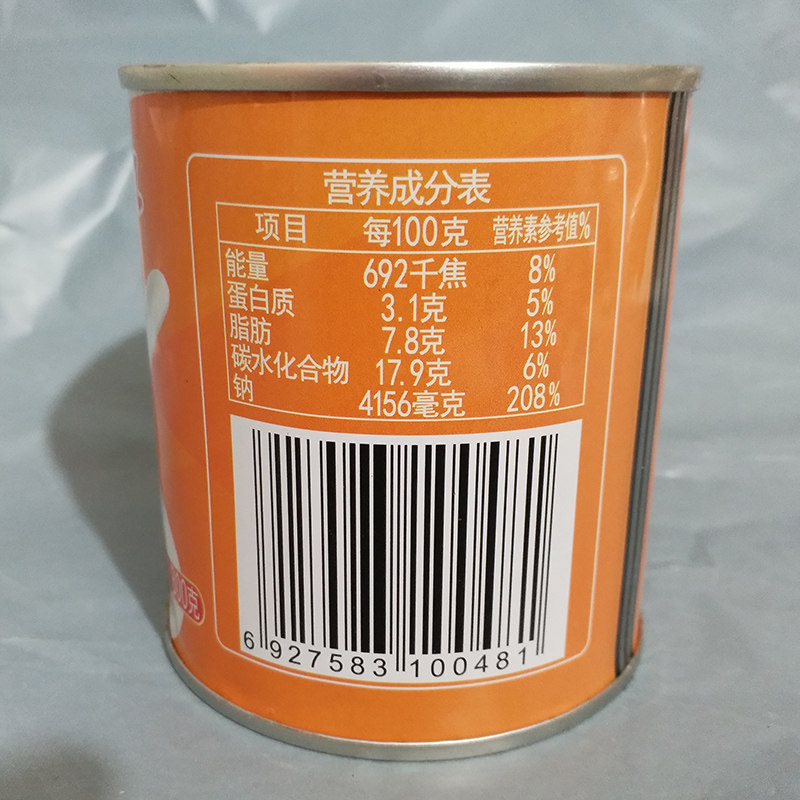 营养成分表
项目 每100克 营养素参考值%
能量 692千焦 8%
蛋白质 3.1克 5%
脂肪 7.8克 13%
碳水化合物 17.9克 6%
钠 4156毫克 208%
6 927583 100481
00克